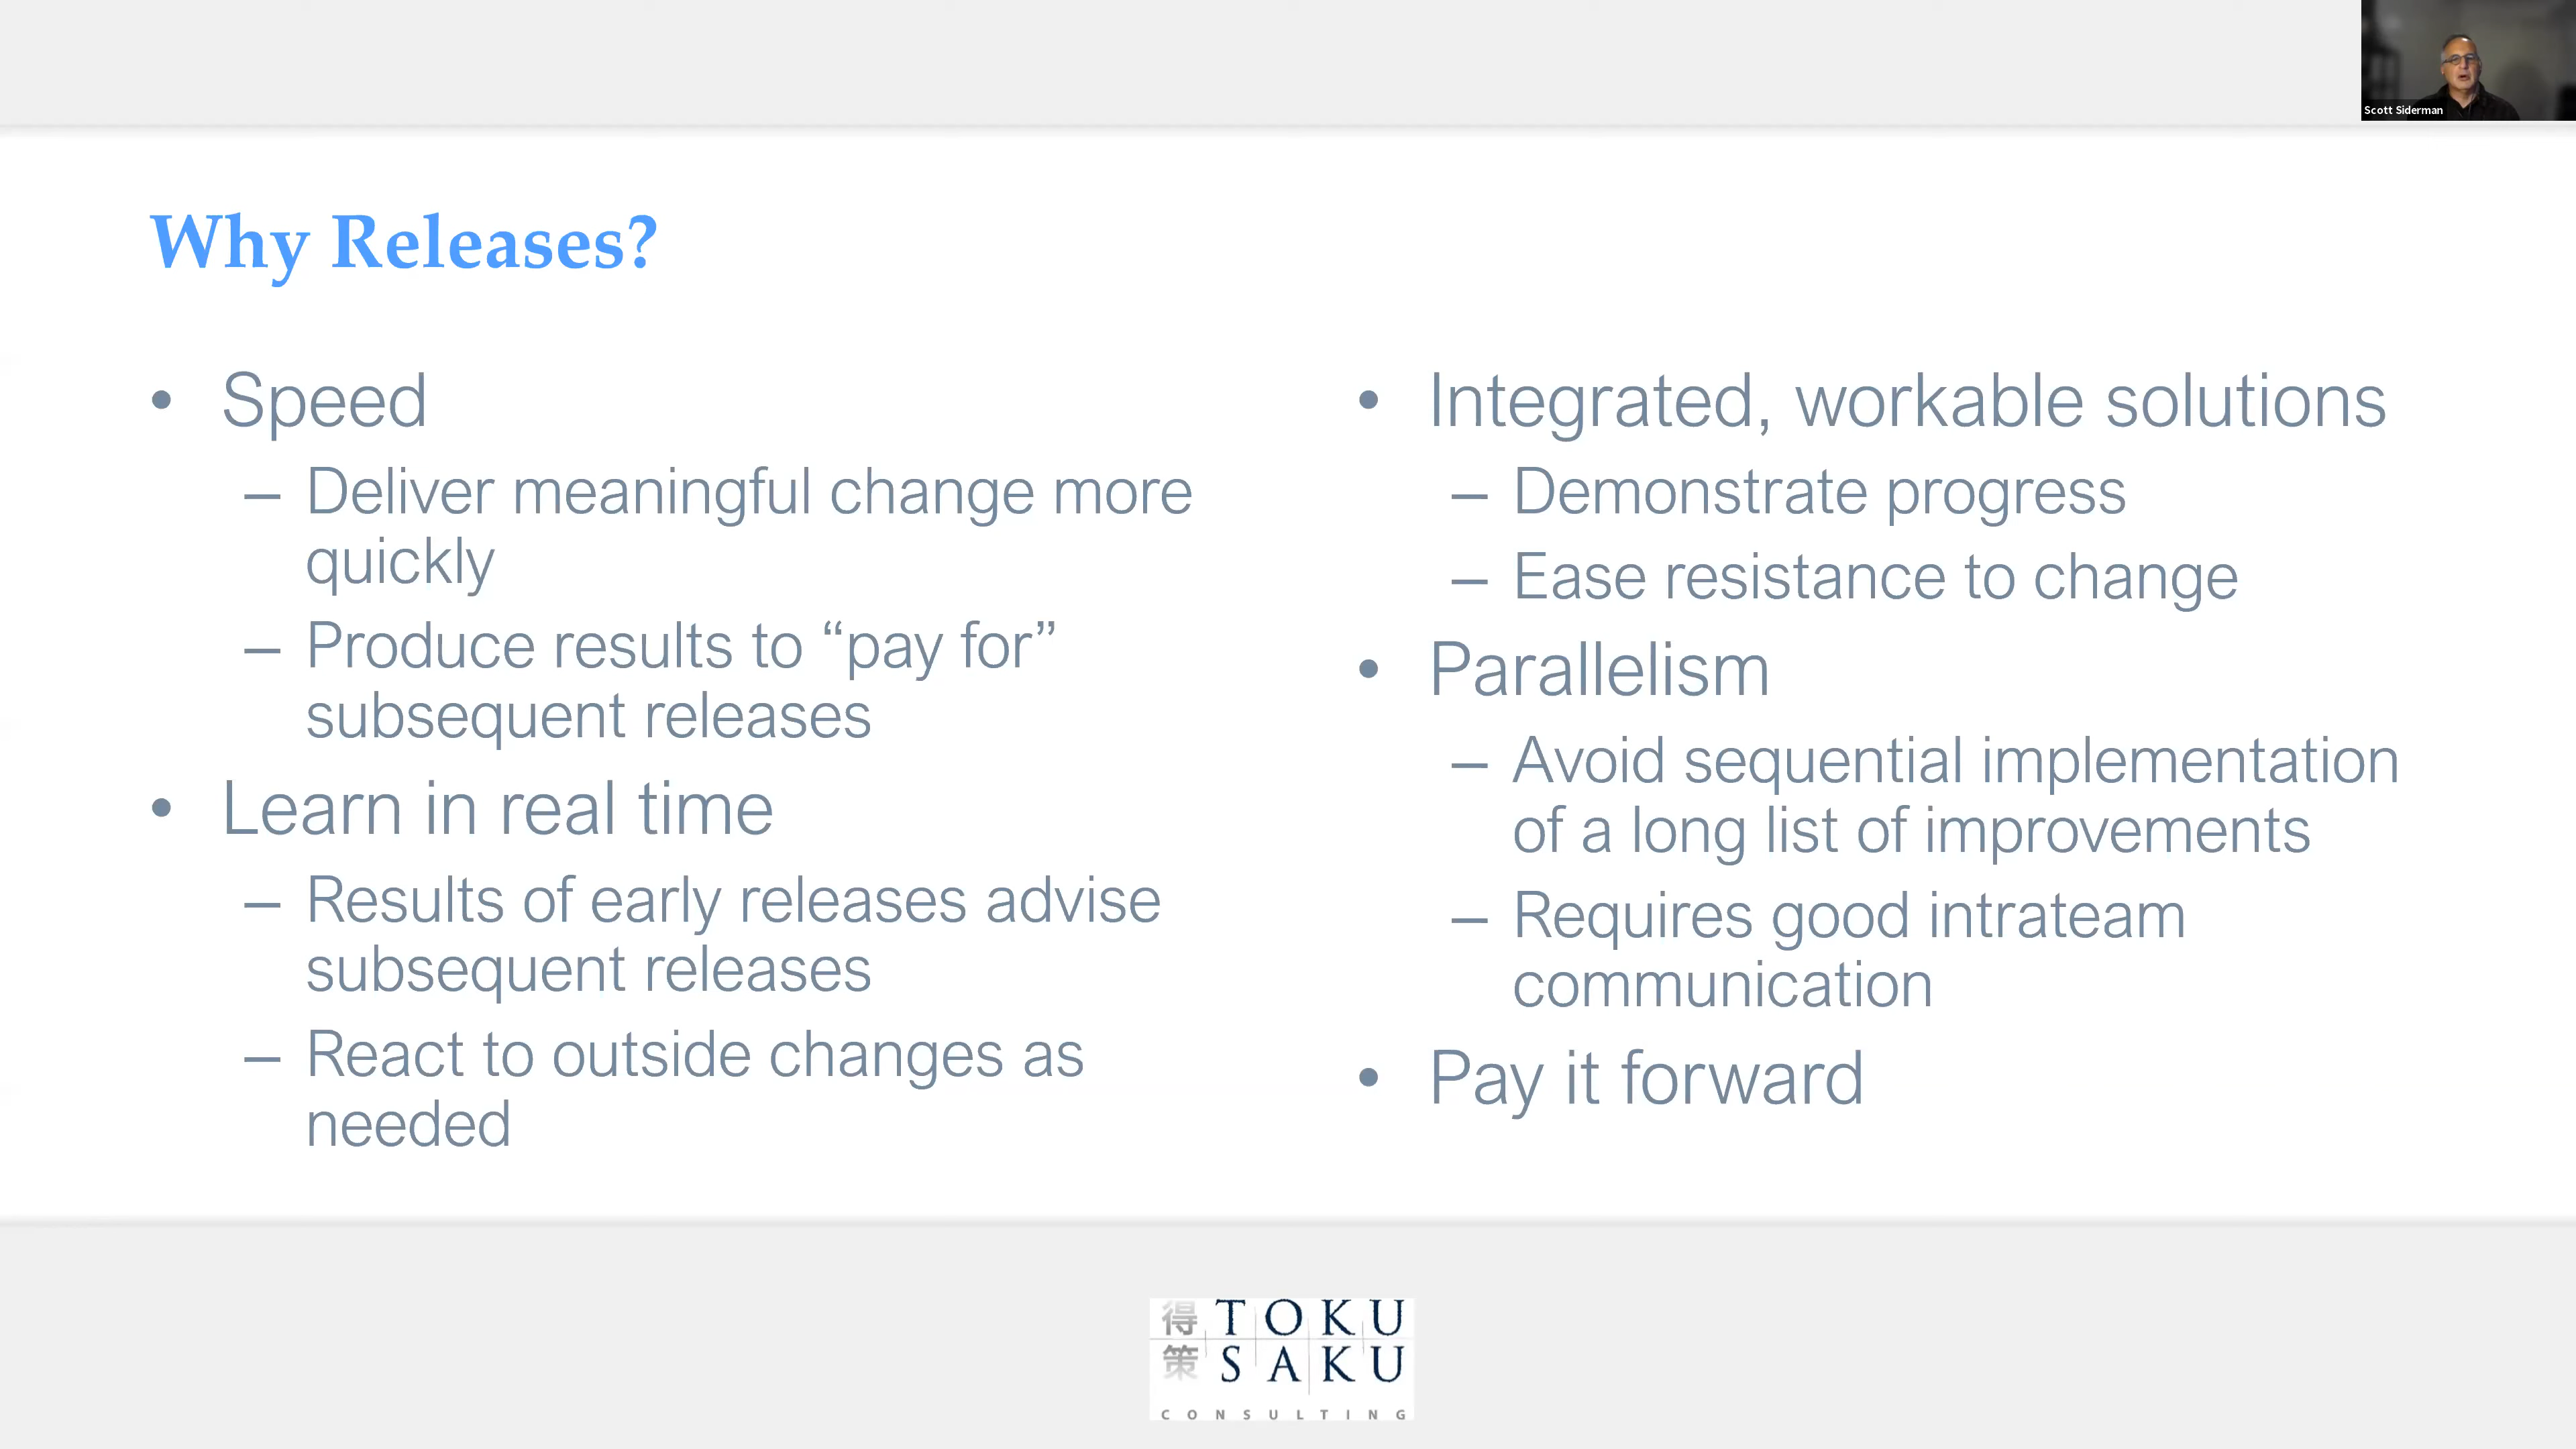 Scott Siderman
Why Releases?
• Speed
– Deliver meaningful change more
quickly
– Produce results to “pay for”
subsequent releases
• Learn in real time
– Results of early releases advise
subsequent releases
– React to outside changes as
needed
• Integrated, workable solutions
– Demonstrate progress
– Ease resistance to change
• Parallelism
– Avoid sequential implementation
of a long list of improvements
– Requires good intrateam
communication
• Pay it forward
得 TOKU
策 SAKU
CONSULTING